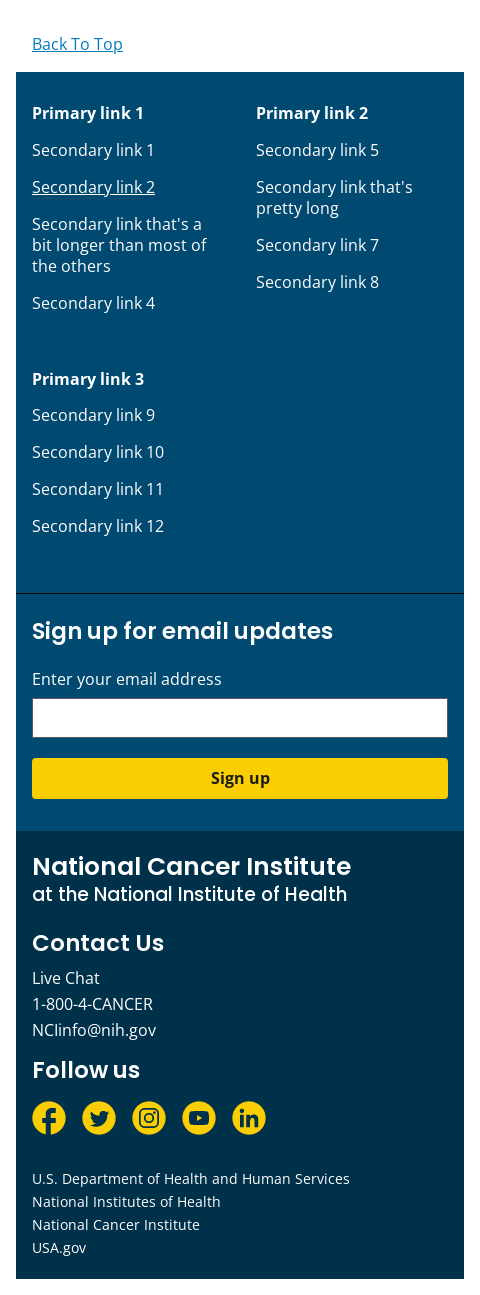 Back To Top
Primary link 1
Secondary link 1
Secondary link 2
Secondary link that's a
bit longer than most of
the others
Secondary link 4
Primary link 2
Secondary link 5
Secondary link that's
pretty long
Secondary link 7
Secondary link 8
Primary link 3
Secondary link 9
Secondary link 10
Secondary link 11
Secondary link 12
Sign up for email updates
Enter your email address
Sign up
National Cancer Institute
at the National Institute of Health
Contact Us
Live Chat
1-800-4-CANCER
NCIinfo@nih.gov
Follow us
U.S. Department of Health and Human Services
National Institutes of Health
National Cancer Institute
USA.gov